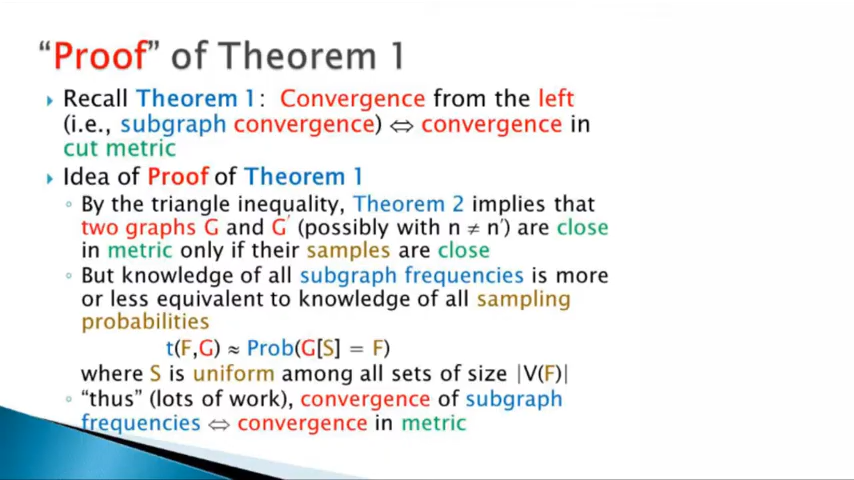 “Proof” of Theorem 1
Recall Theorem 1: Convergence from the left
(i.e., subgraph convergence) ⇔ convergence in
cut metric
Idea of Proof of Theorem 1
By the triangle inequality, Theorem 2 implies that
two graphs G and G′ (possibly with n ≠ n′) are close
in metric only if their samples are close
But knowledge of all subgraph frequencies is more
or less equivalent to knowledge of all sampling
probabilities
t(F,G) ≈ Prob(G[S] = F)
where S is uniform among all sets of size |V(F)|
“thus” (lots of work), convergence of subgraph
frequencies ⇔ convergence in metric